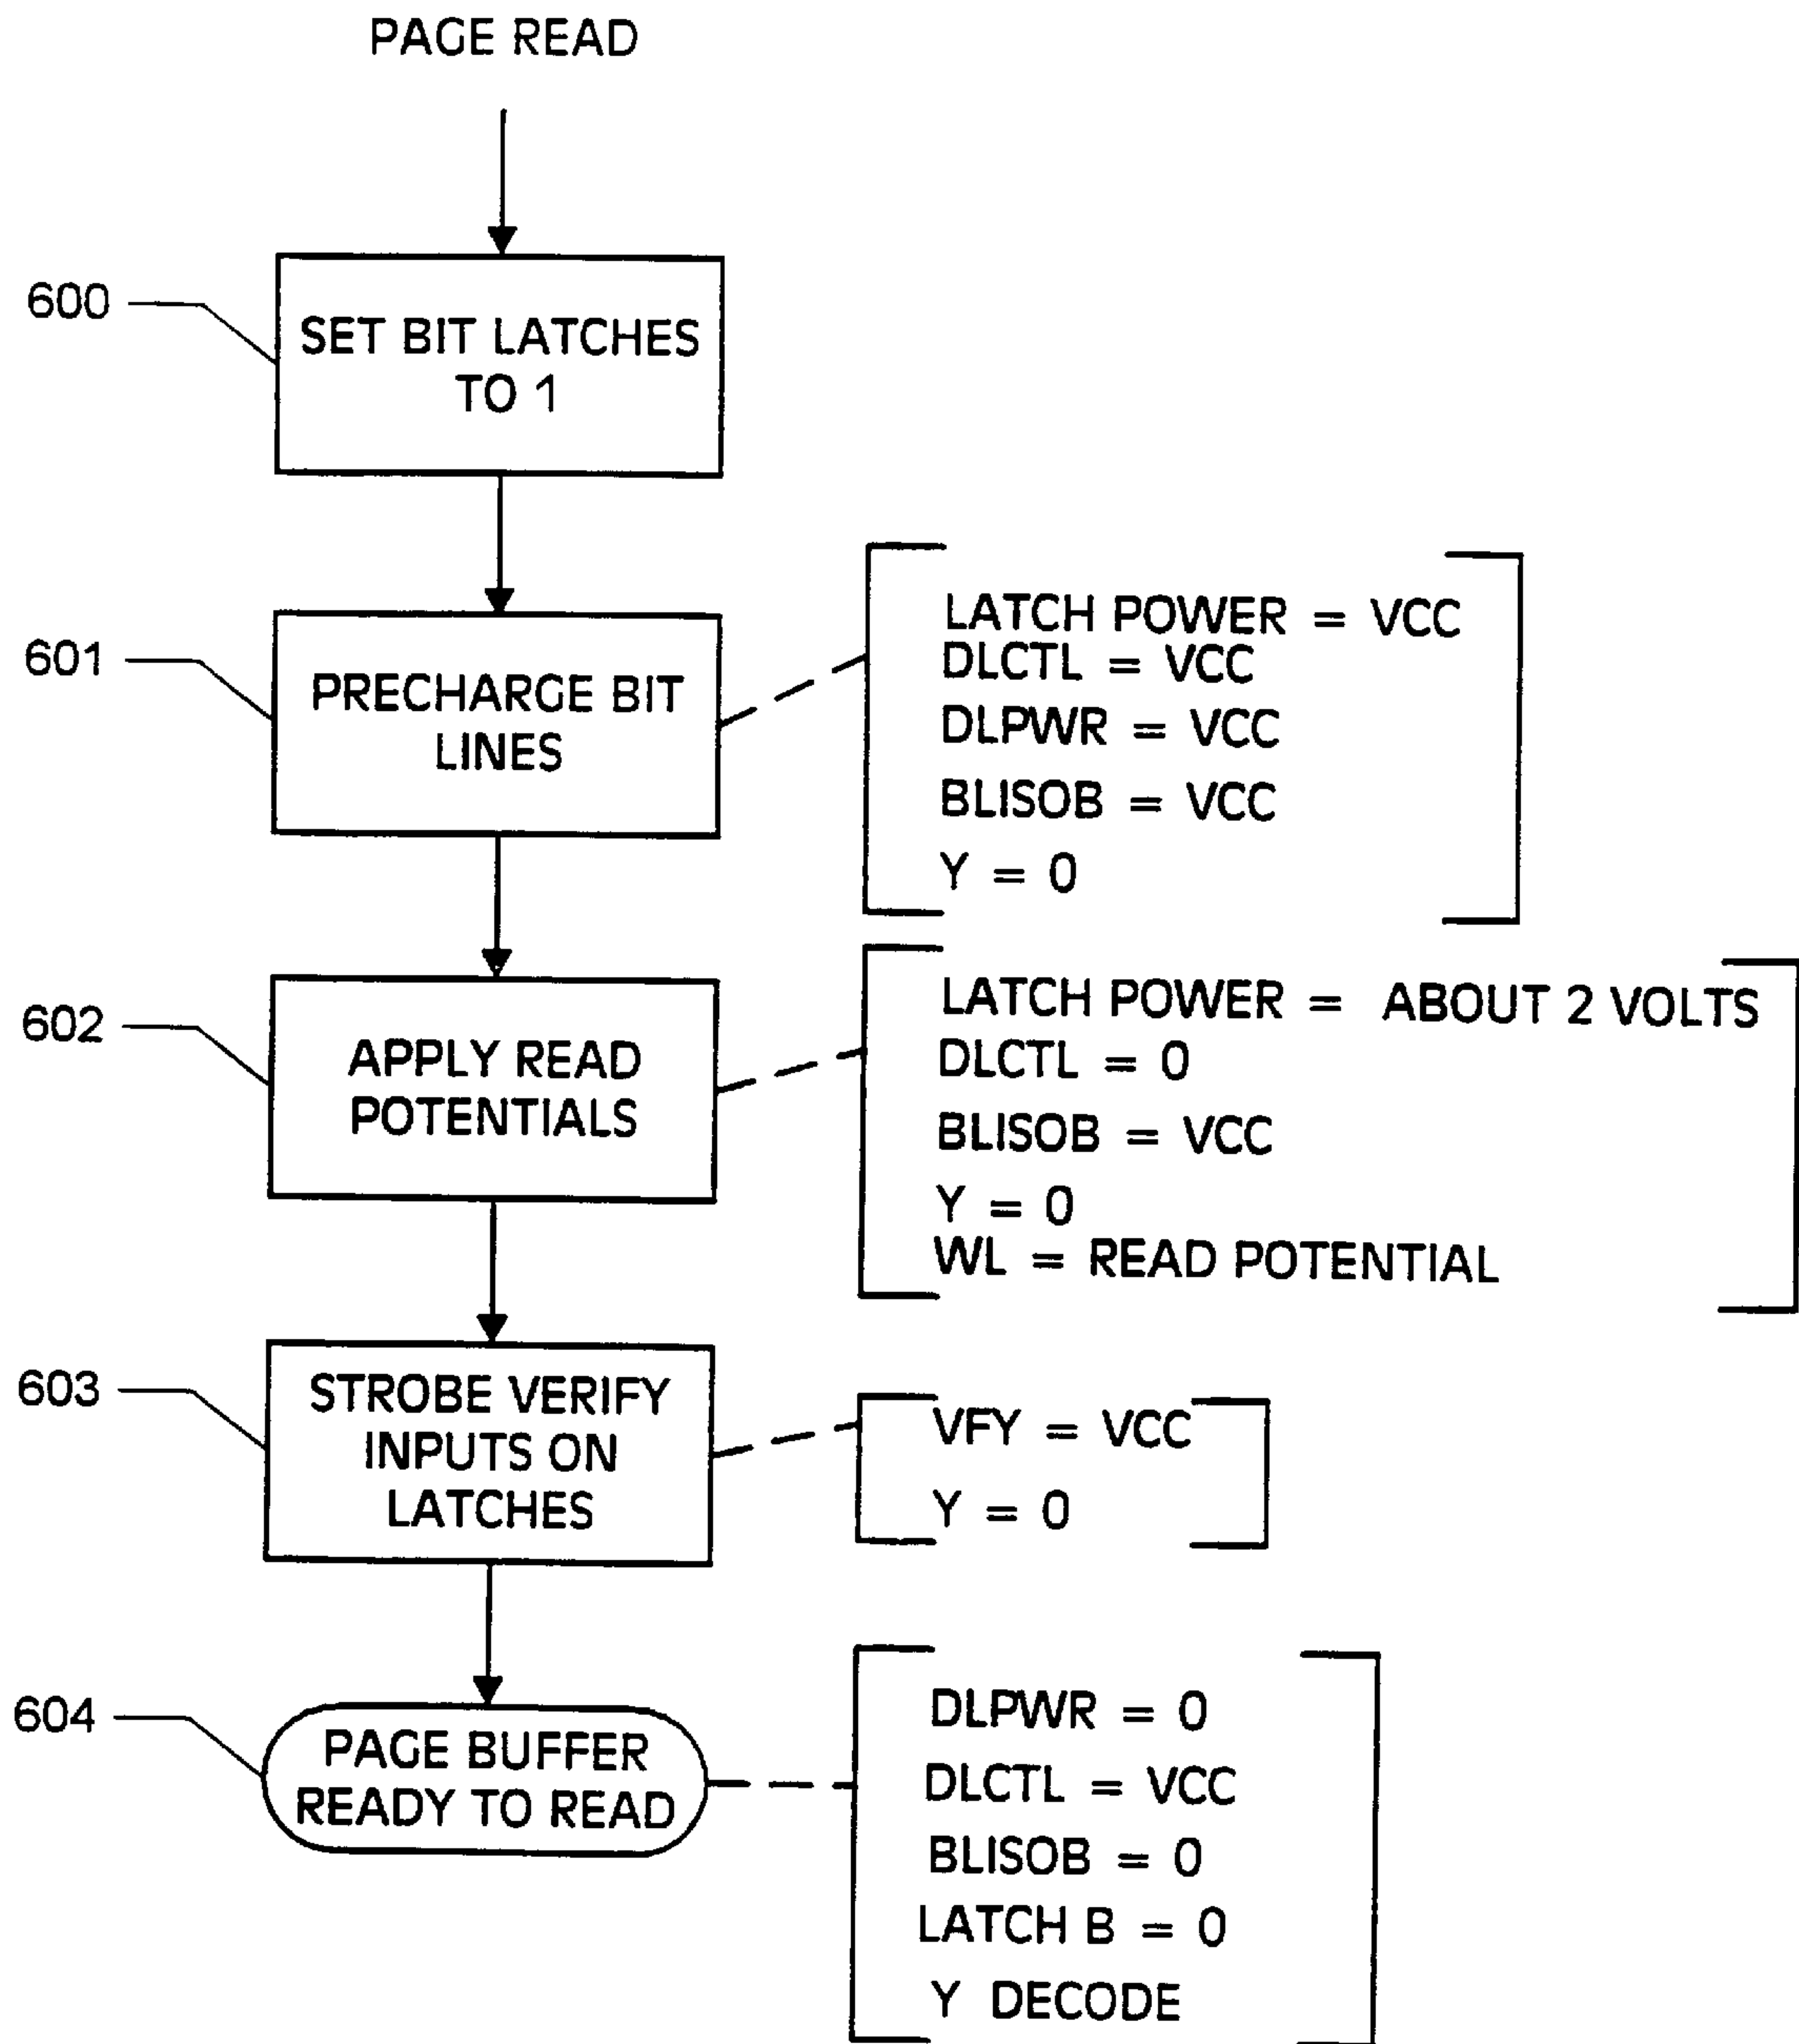 PAGE READ
600
SET BIT LATCHES
TO 1
601
PRECHARGE BIT
LINES
LATCH POWER = VCC
DLCTL = VCC
DLPWR = VCC
BLISOB = VCC
Y = 0
602
APPLY READ
POTENTIALS
LATCH POWER = ABOUT 2 VOLTS
DLCTL = 0
BLISOB = VCC
Y = 0
WL = READ POTENTIAL
603
STROBE VERIFY
INPUTS ON
LATCHES
VFY = VCC
Y = 0
604
PAGE BUFFER
READY TO READ
DLPWR = 0
DLCTL = VCC
BLISOB = 0
LATCH B = 0
Y DECODE